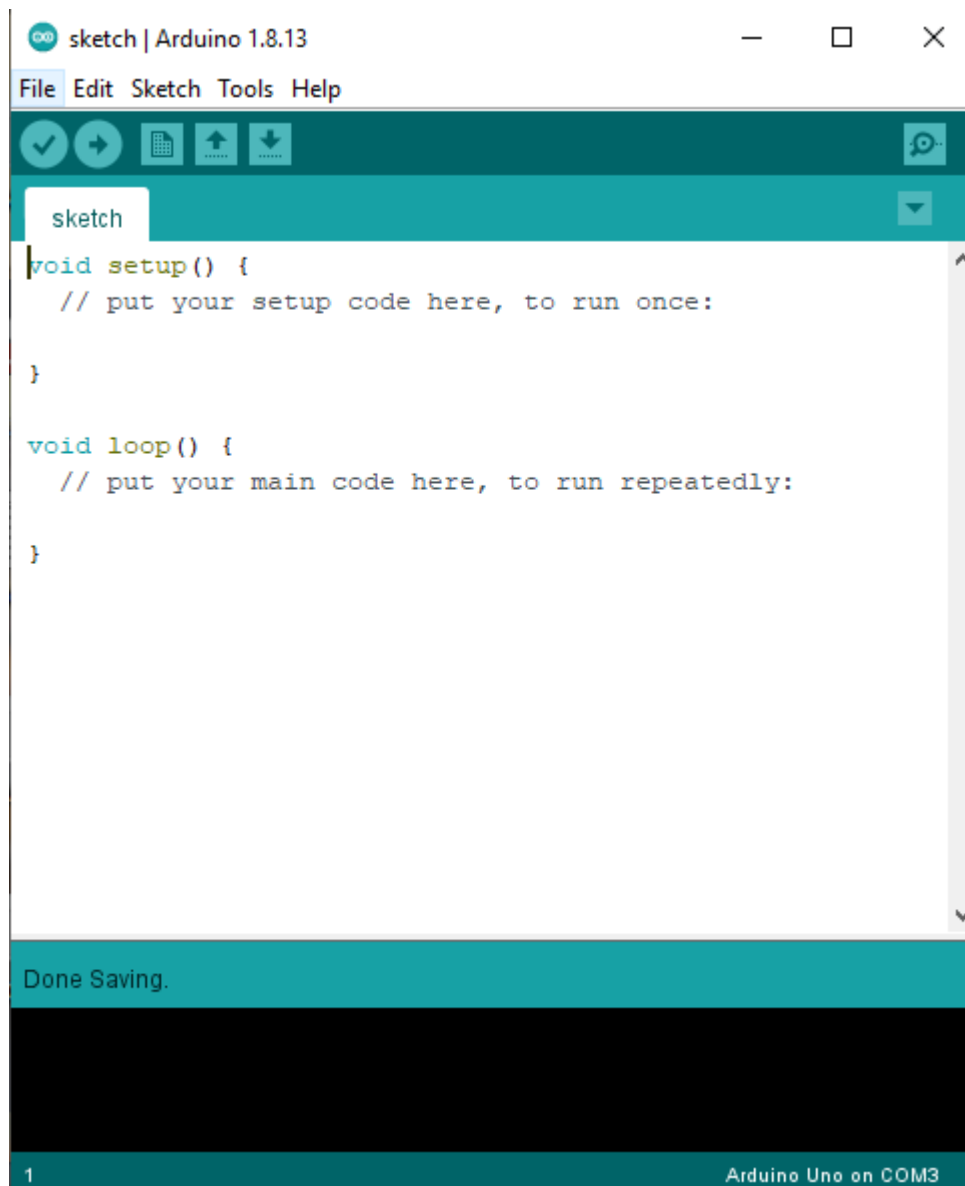 sketch | Arduino 1.8.13
File Edit Sketch Tools Help
sketch
void setup() {
  // put your setup code here, to run once:
}
void loop() {
  // put your main code here, to run repeatedly:
}
Done Saving.
1 Arduino Uno on COM3